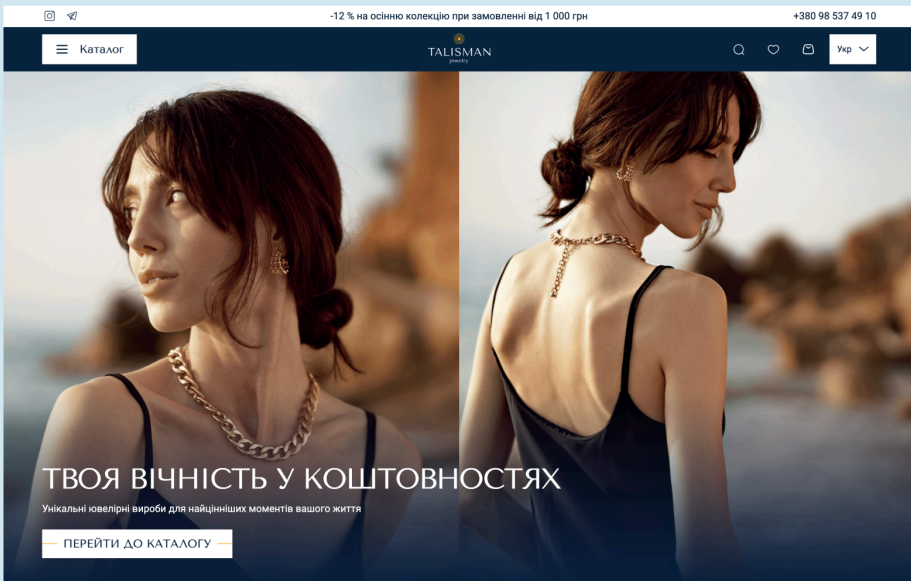 -12 % на осінню колекцію при замовленні від 1 000 грн
+380 98 537 49 10
Каталог
TALISMAN
jewelry
Укр
ТВОЯ ВІЧНІСТЬ У КОШТОВНОСТЯХ
Унікальні ювелірні вироби для найцінніших моментів вашого життя
ПЕРЕЙТИ ДО КАТАЛОГУ